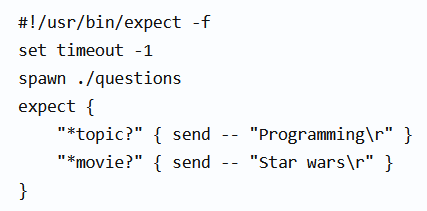 #!/usr/bin/expect -f
set timeout -1
spawn ./questions
expect {
    "*topic?" { send -- "Programming\r" }
    "*movie?" { send -- "Star wars\r" }
}